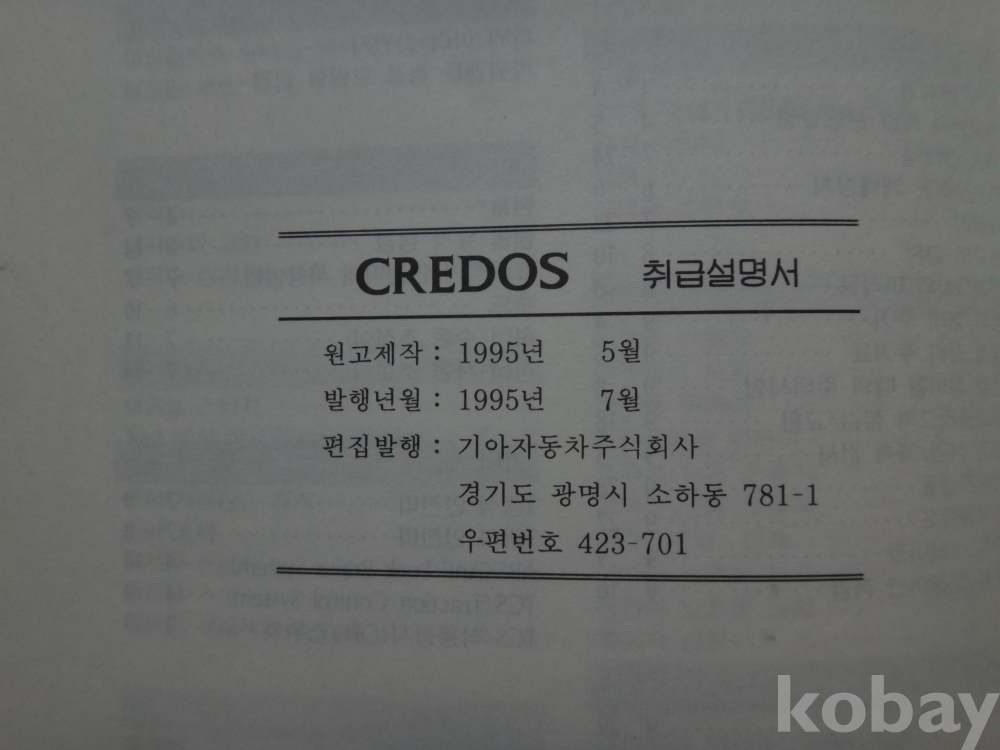 CREDOS 취급설명서
원고제작 : 1995년 5월
발행년월 : 1995년 7월
편집발행 : 기아자동차주식회사
경기도 광명시 소하동 781-1
우편번호 423-701
kobay